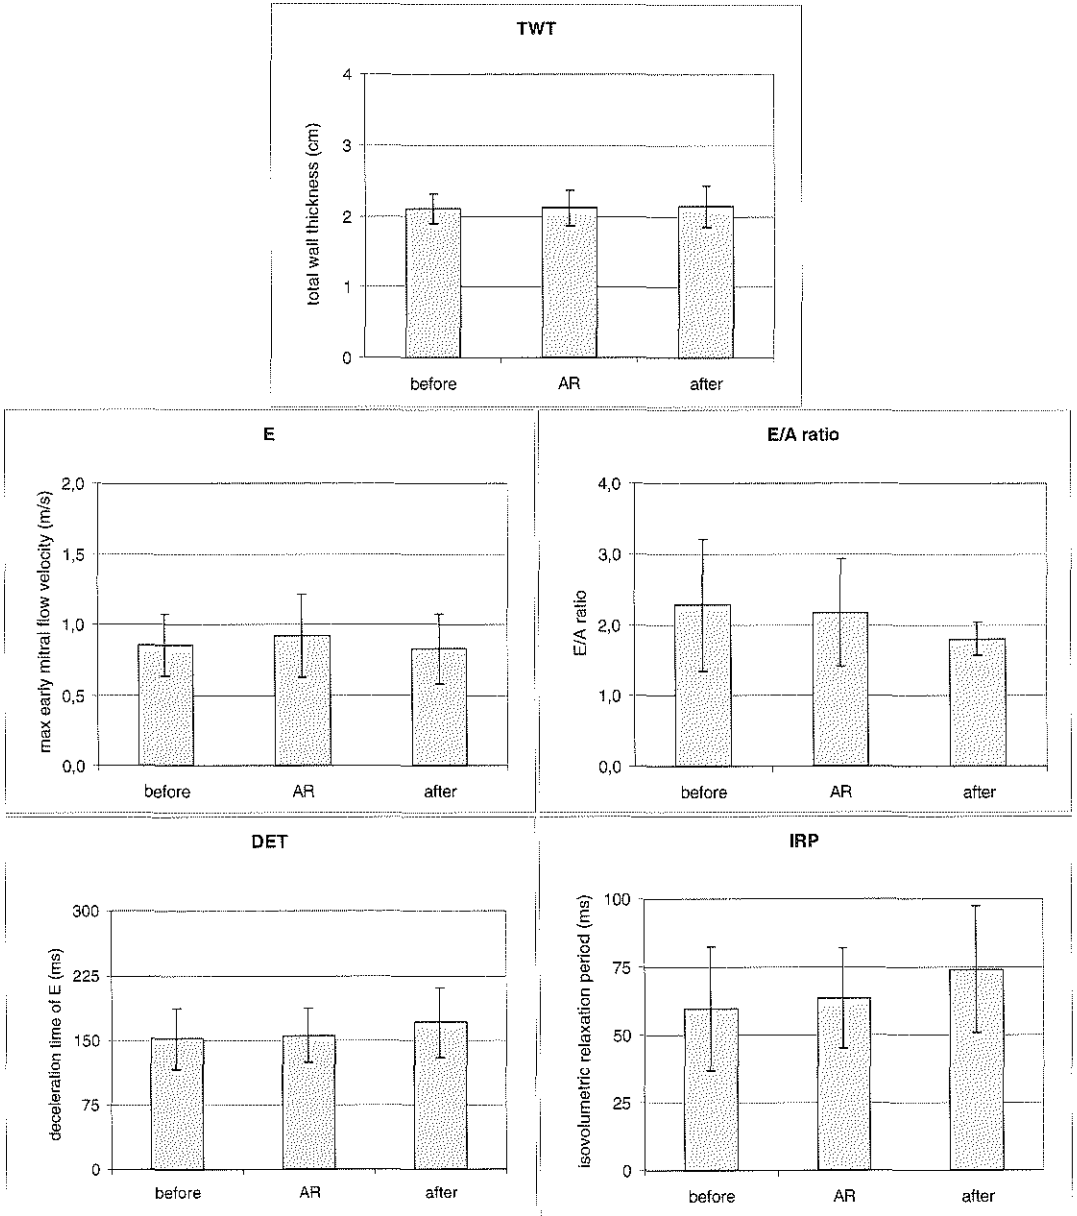 TWT
total wall thickness (cm)
4
3
2
1
0
before AR after
E
max early mitral flow velocity (m/s)
2,0
1,5
1,0
0,5
0,0
before AR after
E/A ratio
E/A ratio
4,0
3,0
2,0
1,0
0,0
before AR after
DET
deceleration time of E (ms)
300
225
150
75
0
before AR after
IRP
isovolumetric relaxation period (ms)
100
75
50
25
0
before AR after